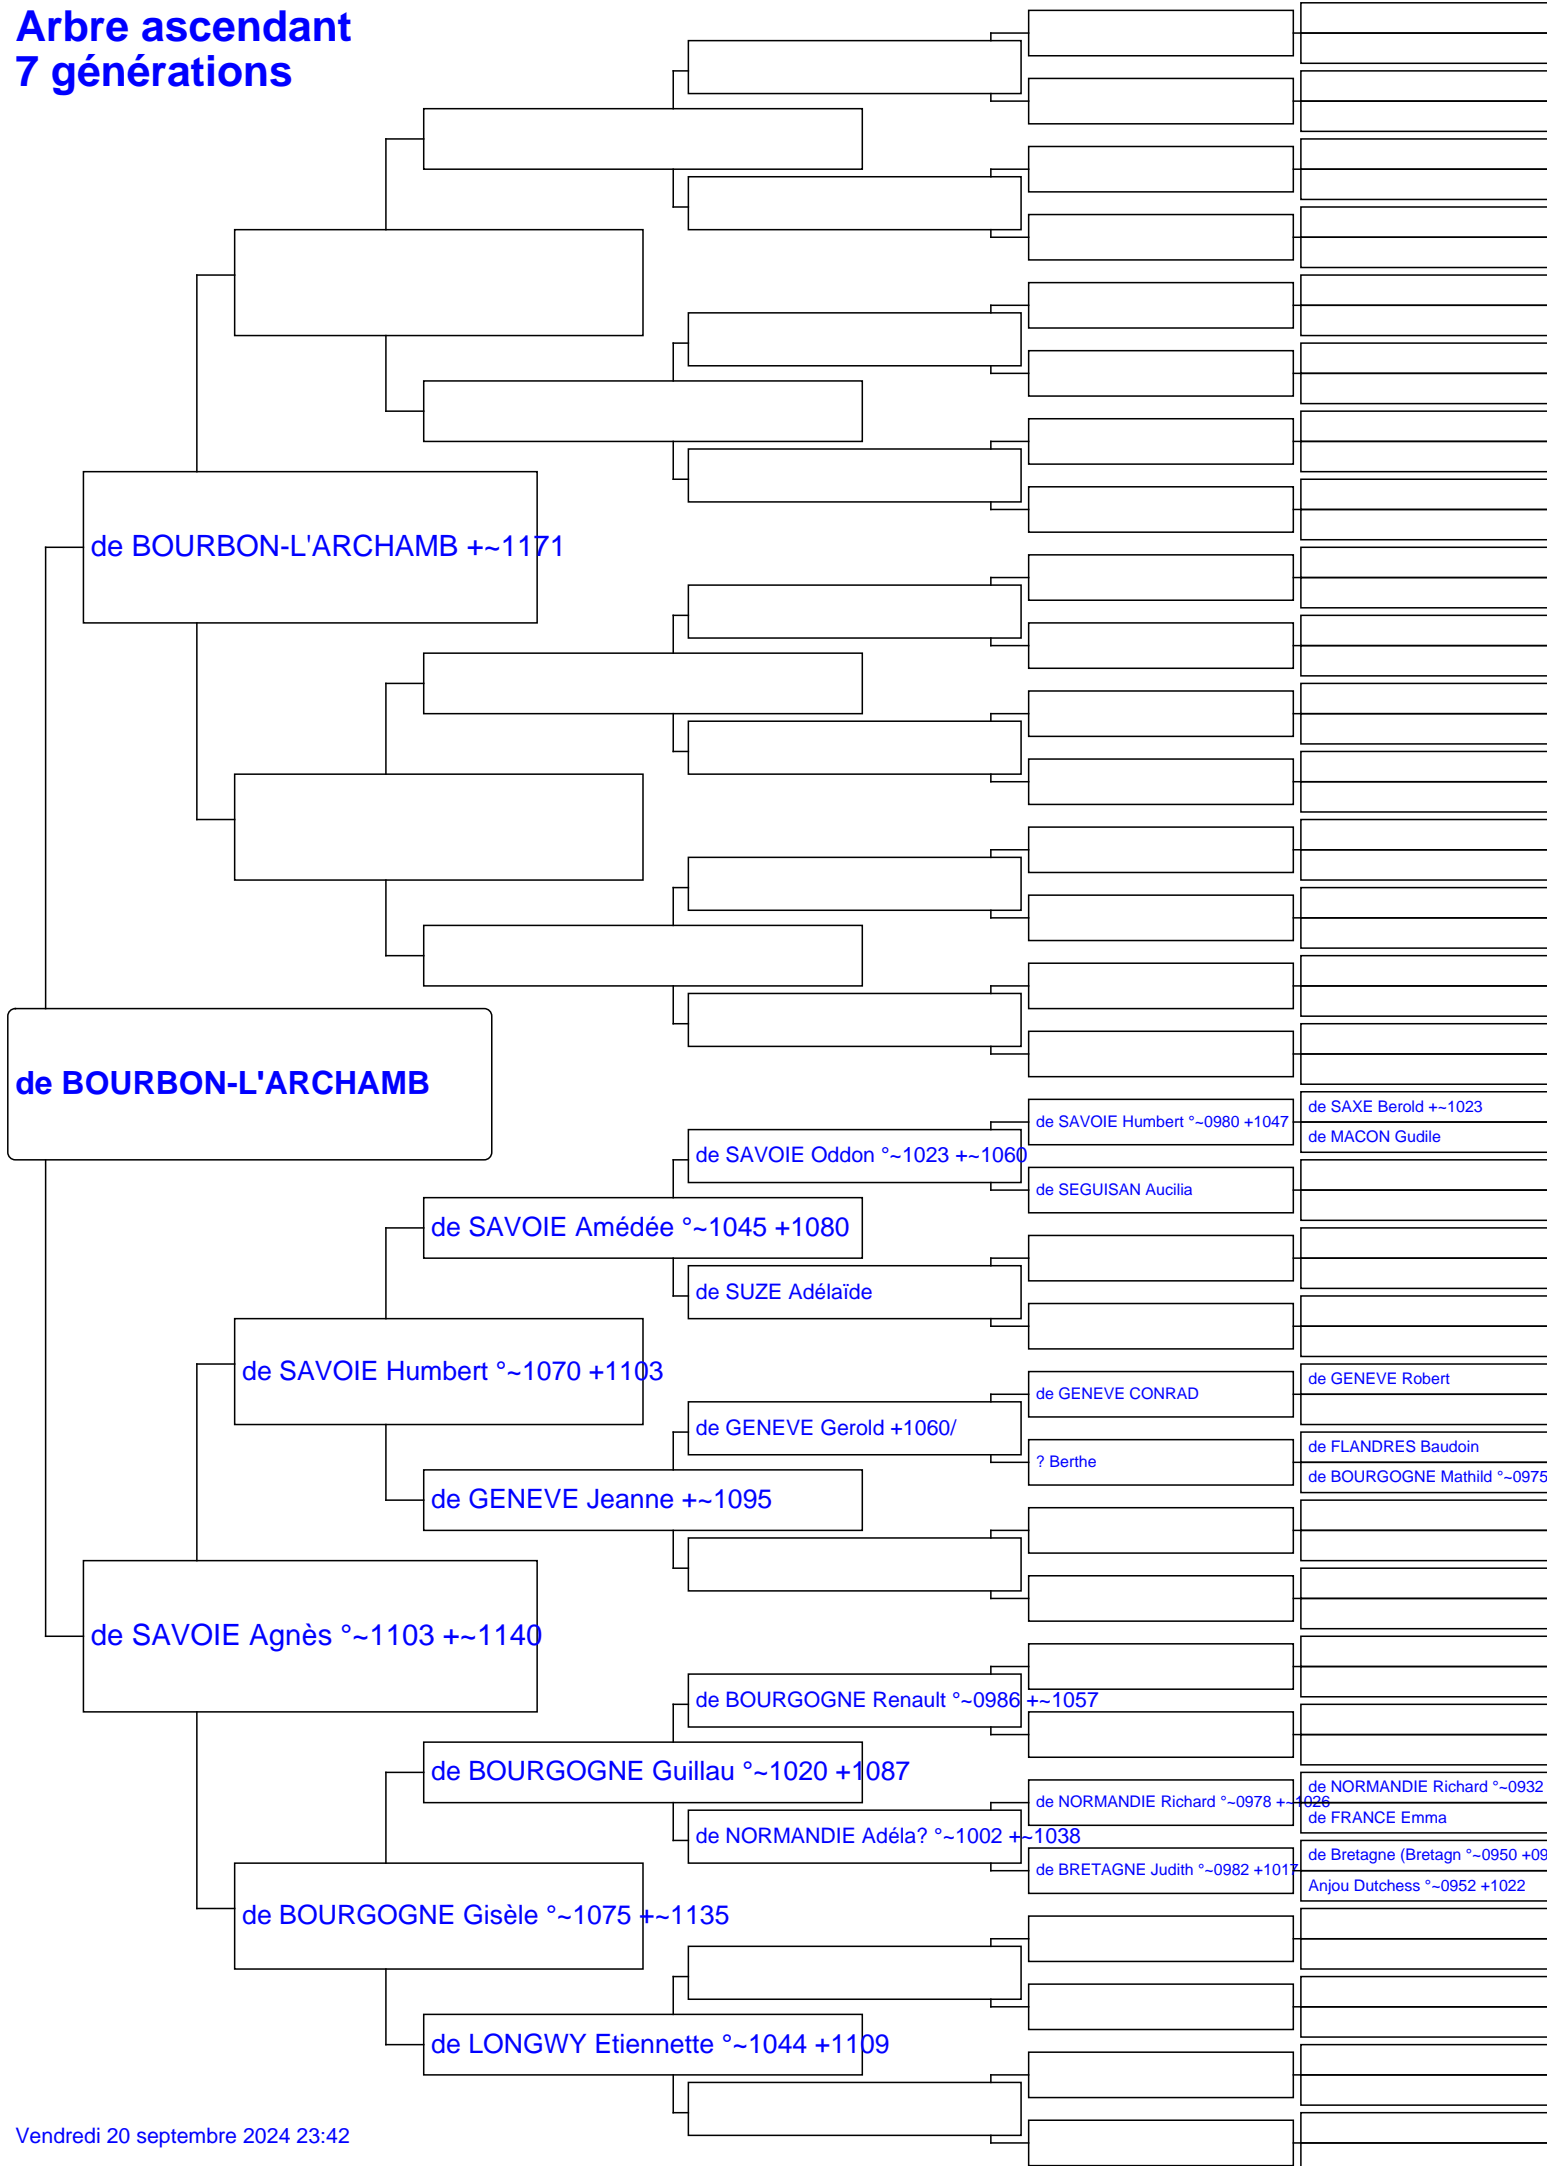 Arbre ascendant
7 générations
de BOURBON-L'ARCHAMB +~1171
de BOURBON-L'ARCHAMB
de SAXE Berold +~1023
de SAVOIE Humbert °~0980 +1047
de MACON Gudile
de SAVOIE Oddon °~1023 +~1060
de SEGUISAN Aucilia
de SAVOIE Amédée °~1045 +1080
de SUZE Adélaïde
de SAVOIE Humbert °~1070 +1103
de GENEVE Robert
de GENEVE CONRAD
de GENEVE Gerold +1060/
de FLANDRES Baudoin
? Berthe
de BOURGOGNE Mathild °~0975
de GENEVE Jeanne +~1095
de SAVOIE Agnès °~1103 +~1140
de BOURGOGNE Renault °~0986 +~1057
de BOURGOGNE Guillau °~1020 +1087
de NORMANDIE Richard °~0932
de NORMANDIE Richard °~0978 +~1026
de FRANCE Emma
de NORMANDIE Adéla? °~1002 +~1038
de Bretagne (Bretagn °~0950 +09
de BRETAGNE Judith °~0982 +1017
Anjou Dutchess °~0952 +1022
de BOURGOGNE Gisèle °~1075 +~1135
de LONGWY Etiennette °~1044 +1109
Vendredi 20 septembre 2024 23:42